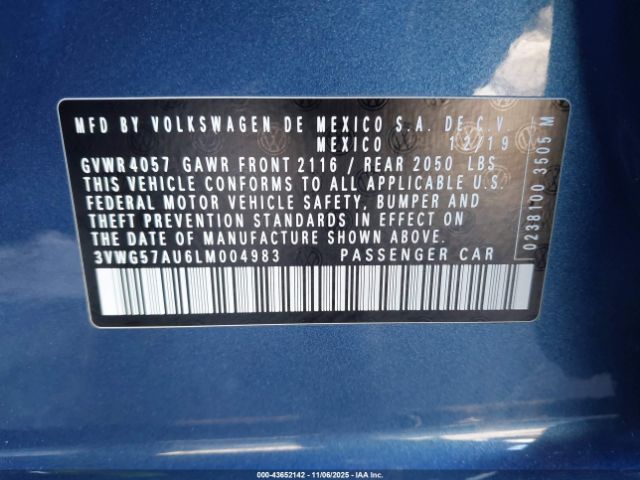 MFD BY VOLKSWAGEN DE MEXICO S.A. DE C.V
MEXICO 12/19
GVWR4057 GAWR FRONT 2116 / REAR 2050 LBS
THIS VEHICLE CONFORMS TO ALL APPLICABLE U.S.
FEDERAL MOTOR VEHICLE SAFETY, BUMPER AND
THEFT PREVENTION STANDARDS IN EFFECT ON
THE DATE OF MANUFACTURE SHOWN ABOVE.
3VWG57AU6LM004983 PASSENGER CAR
0238100 3505 M
000-43652142 - 11/06/2025 - IAA Inc.